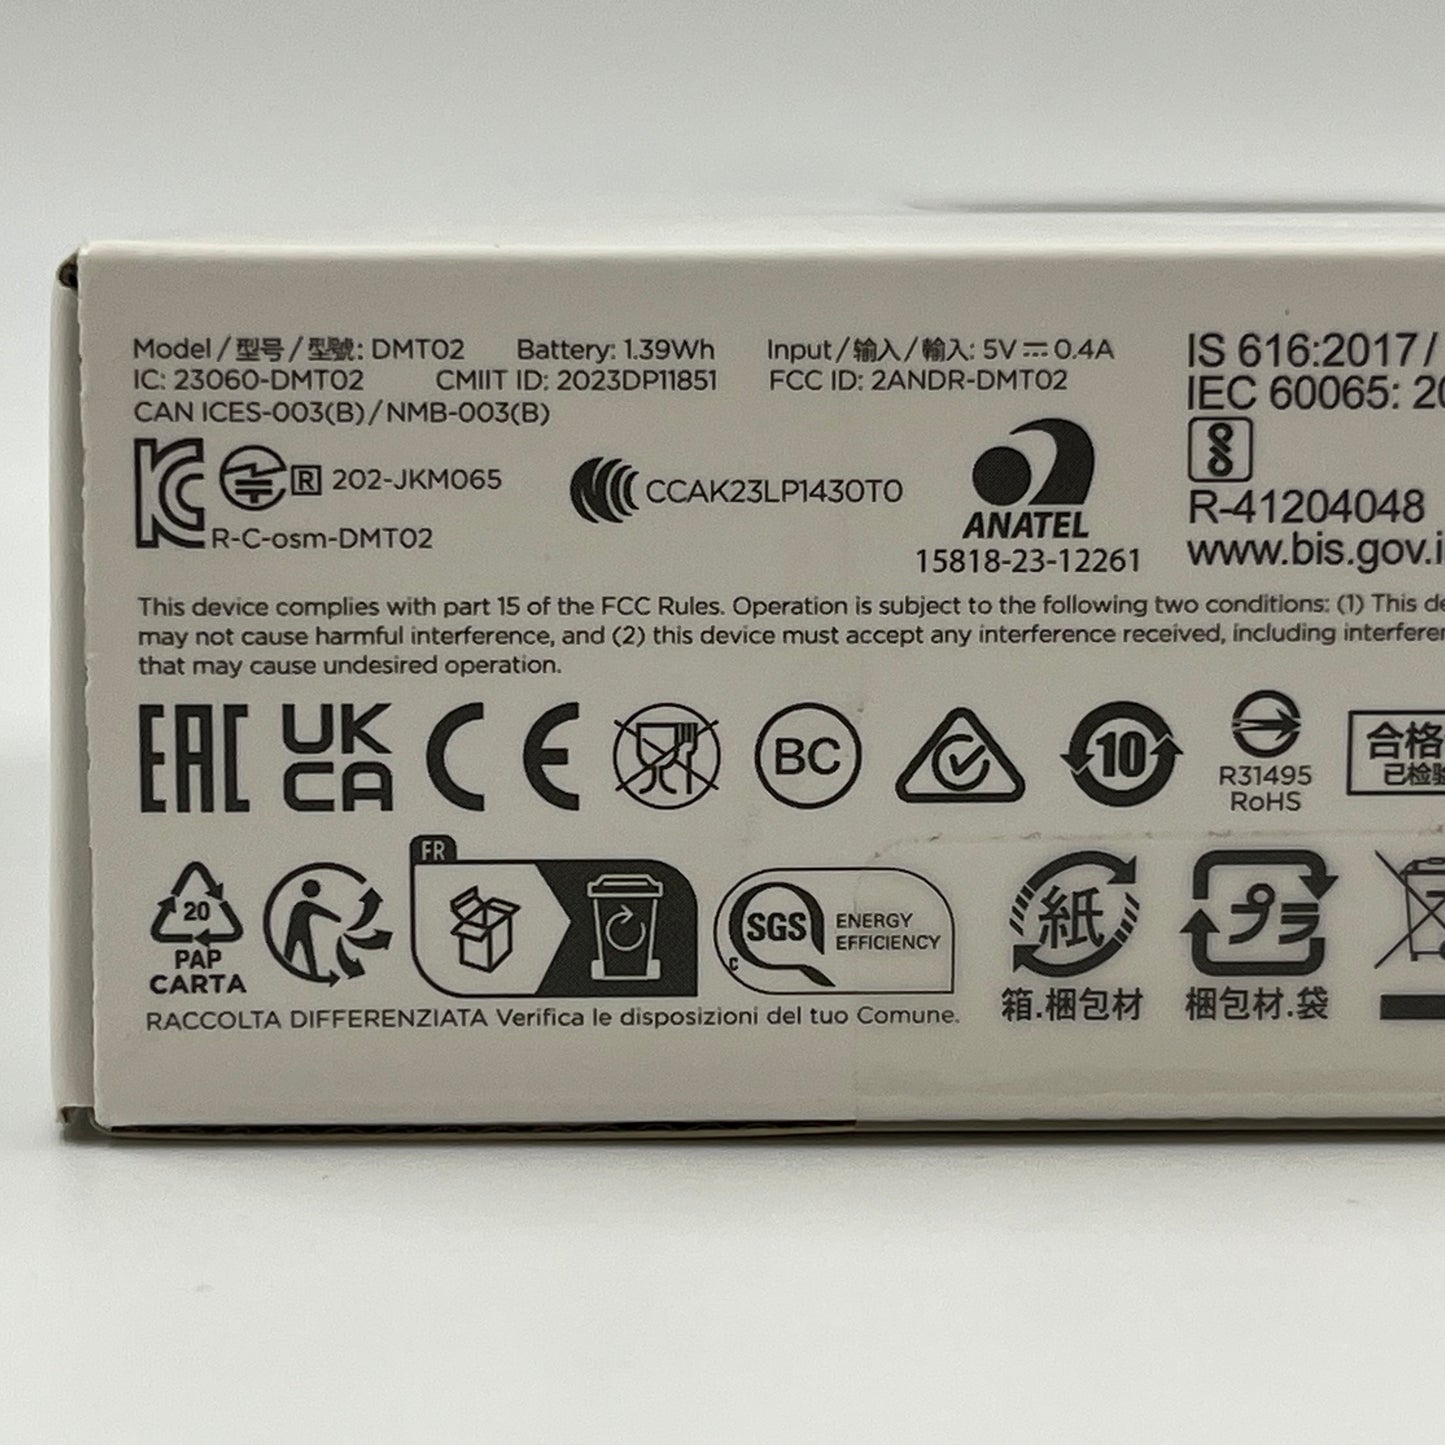 Model / 型号 / 型號: DMT02 Battery: 1.39Wh Input / 输入 / 輸入: 5V ⎓ 0.4A
IC: 23060-DMT02 CMIIT ID: 2023DP11851 FCC ID: 2ANDR-DMT02
CAN ICES-003(B) / NMB-003(B)
IS 616:2017 /
IEC 60065: 20
R 202-JKM065
R-C-osm-DMT02
CCAK23LP1430T0
ANATEL
15818-23-12261
R-41204048
www.bis.gov.i
This device complies with part 15 of the FCC Rules. Operation is subject to the following two conditions: (1) This de
may not cause harmful interference, and (2) this device must accept any interference received, including interferen
that may cause undesired operation.
EAC
UK
CA
CE
BC
10
R31495
RoHS
合格
已检验
20
PAP
CARTA
FR
SGS
C
ENERGY
EFFICIENCY
紙
箱.梱包材
プラ
梱包材.袋
RACCOLTA DIFFERENZIATA Verifica le disposizioni del tuo Comune.